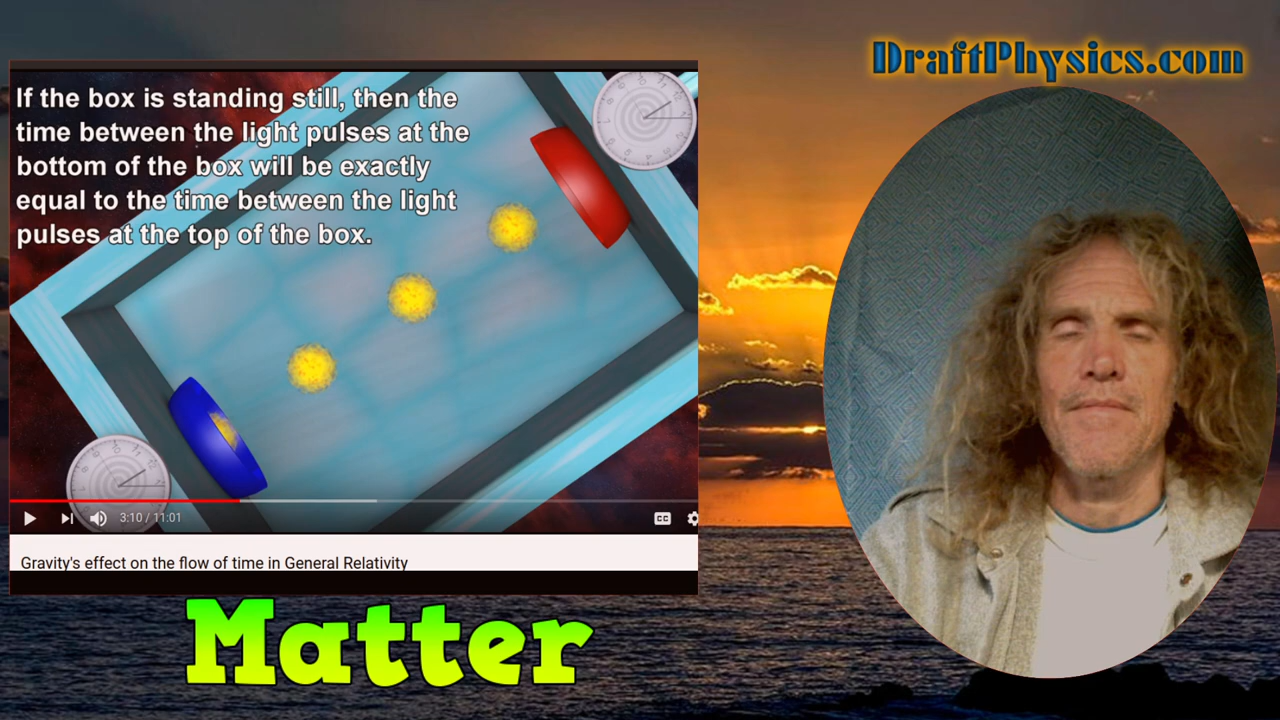 DraftPhysics.com
If the box is standing still, then the
time between the light pulses at the
bottom of the box will be exactly
equal to the time between the light
pulses at the top of the box.
3:10 / 11:01
CC
Gravity's effect on the flow of time in General Relativity
Matter